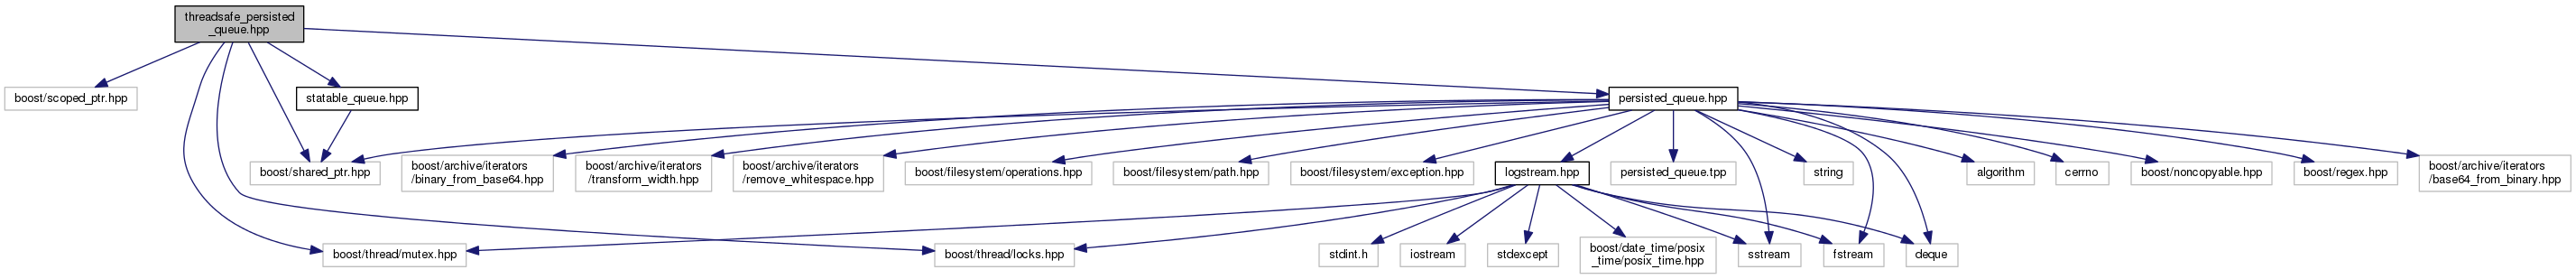 threadsafe_persisted
_queue.hpp
boost/scoped_ptr.hpp
statable_queue.hpp
persisted_queue.hpp
boost/shared_ptr.hpp
boost/archive/iterators
/binary_from_base64.hpp
boost/archive/iterators
/transform_width.hpp
boost/archive/iterators
/remove_whitespace.hpp
boost/filesystem/operations.hpp
boost/filesystem/path.hpp
boost/filesystem/exception.hpp
logstream.hpp
persisted_queue.tpp
string
algorithm
cerrno
boost/noncopyable.hpp
boost/regex.hpp
boost/archive/iterators
/base64_from_binary.hpp
boost/thread/mutex.hpp
boost/thread/locks.hpp
stdint.h
iostream
stdexcept
boost/date_time/posix
_time/posix_time.hpp
sstream
fstream
deque